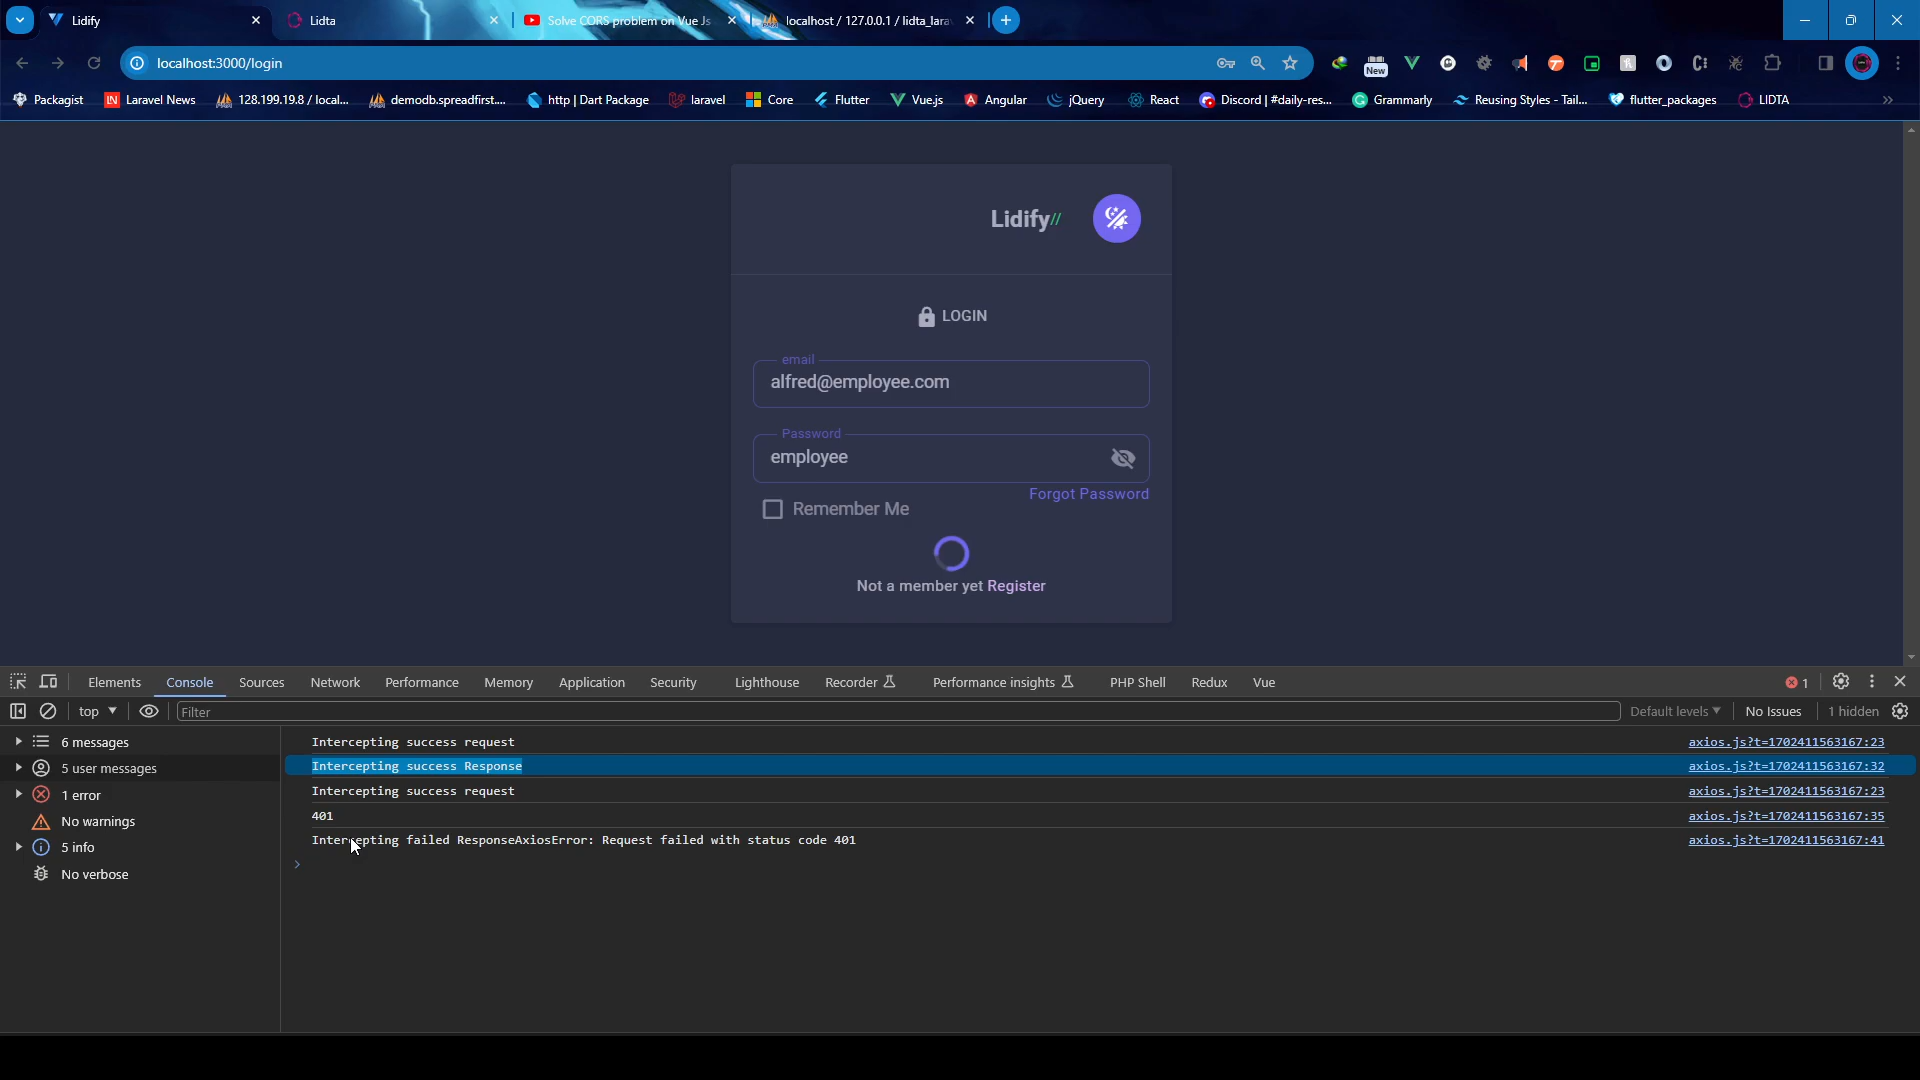 Lidify
Lidta
Solve CORS problem on Vue Js
localhost / 127.0.0.1 / lidta_lara
localhost:3000/login
New
Packagist
Laravel News
128.199.19.8 / local...
demodb.spreadfirst....
http | Dart Package
laravel
Core
Flutter
Vue.js
Angular
jQuery
React
Discord | #daily-res...
Grammarly
Reusing Styles - Tail...
flutter_packages
LIDTA
Lidify//
LOGIN
email
alfred@employee.com
Password
employee
Forgot Password
Remember Me
Not a member yet Register
Elements
Console
Sources
Network
Performance
Memory
Application
Security
Lighthouse
Recorder
Performance insights
PHP Shell
Redux
Vue
1
top
Filter
Default levels
No Issues
1 hidden
6 messages
5 user messages
1 error
No warnings
5 info
No verbose
Intercepting success request axios.js?t=1702411563167:23
Intercepting success Response axios.js?t=1702411563167:32
Intercepting success request axios.js?t=1702411563167:23
401 axios.js?t=1702411563167:35
Intercepting failed ResponseAxiosError: Request failed with status code 401 axios.js?t=1702411563167:41